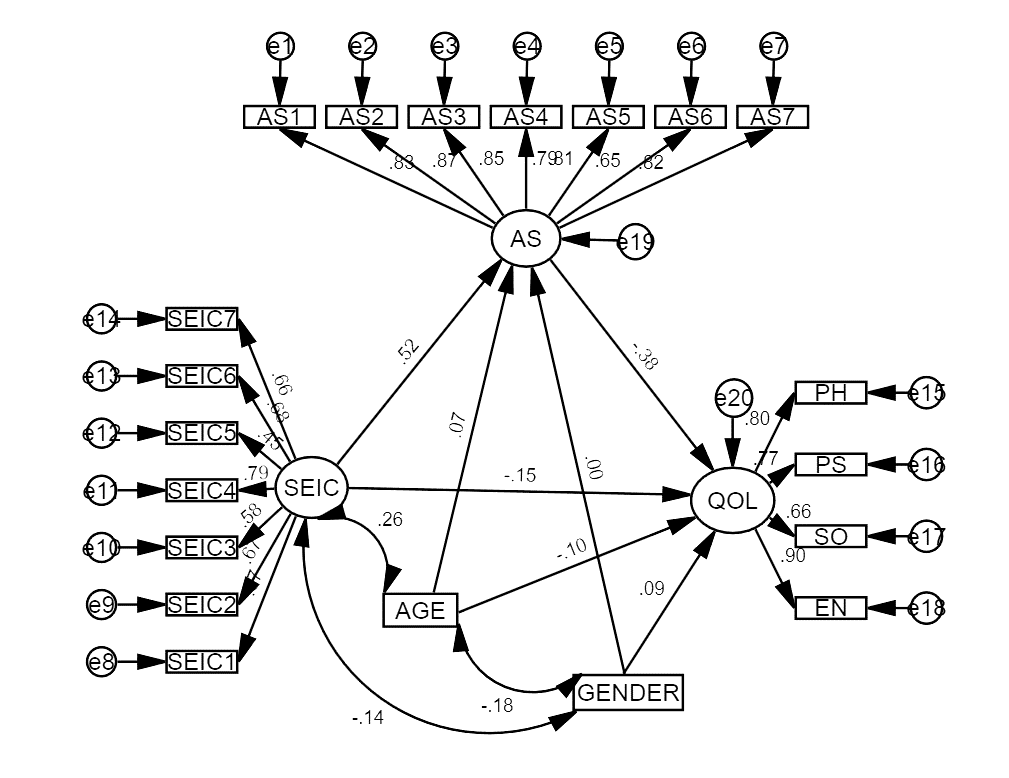 e1 e2 e3 e4 e5 e6 e7
AS1 AS2 AS3 AS4 AS5 AS6 AS7
.83 .87 .85 .79 .81 .65 .82
AS
e19
e14 SEIC7
e13 SEIC6
e12 SEIC5
e11 SEIC4
e10 SEIC3
e9 SEIC2
e8 SEIC1
.66
.68
.45
.79
.58
.67
SEIC
.52
.07
.00
-.38
-.15
.26
-.10
.09
-.18
-.14
AGE
GENDER
e20
QOL
.80
.77
.66
.90
PH e15
PS e16
SO e17
EN e18